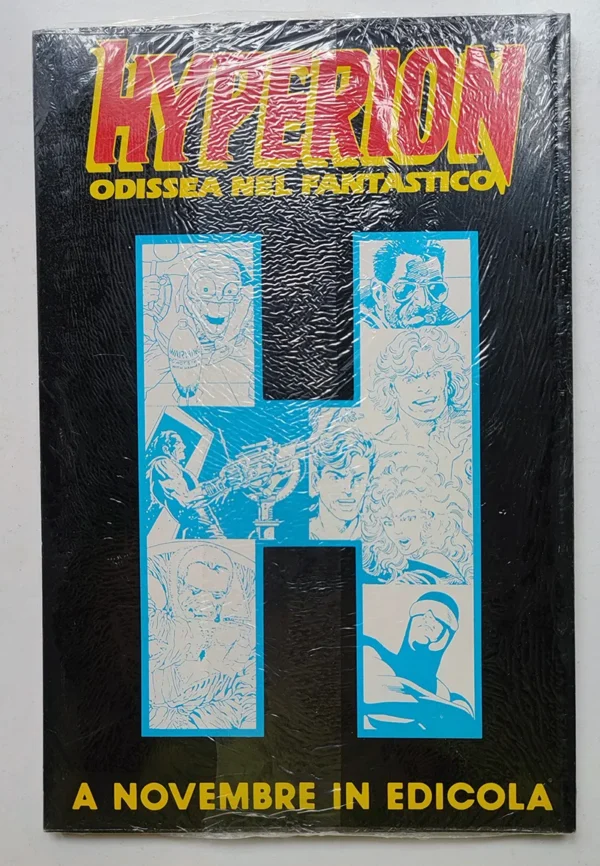 HYPERION
ODISSEA NEL FANTASTICO
A NOVEMBRE IN EDICOLA